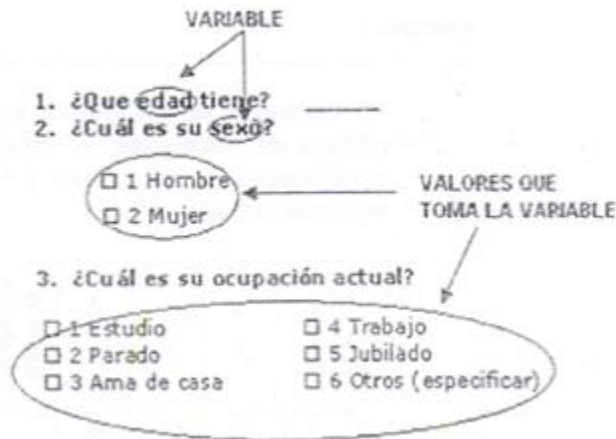 VARIABLE
1. ¿Que edad tiene? ______
2. ¿Cuál es su sexo?
☐ 1 Hombre
☐ 2 Mujer
VALORES QUE
TOMA LA VARIABLE
3. ¿Cuál es su ocupación actual?
☐ 1 Estudio ☐ 4 Trabajo
☐ 2 Parado ☐ 5 Jubilado
☐ 3 Ama de casa ☐ 6 Otros (especificar)